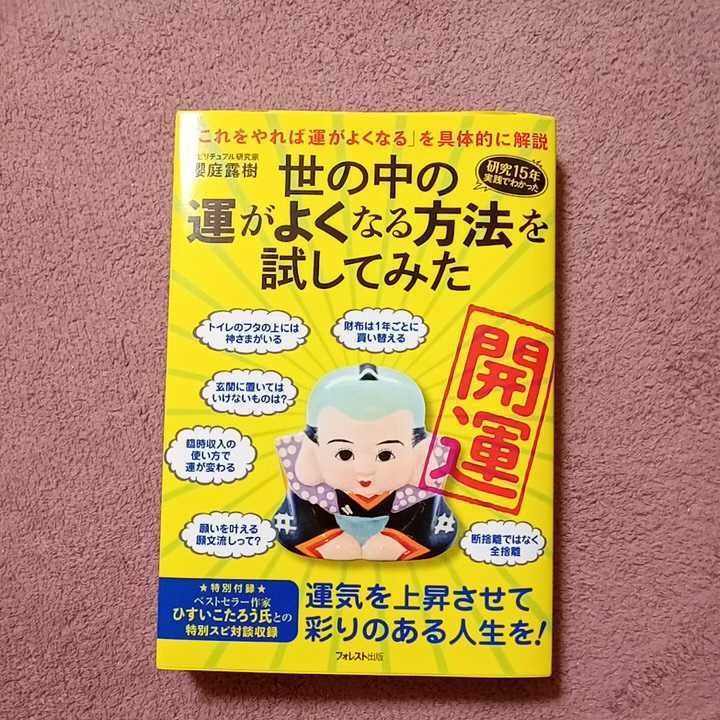 「これをやれば運がよくなる」を具体的に解説
スピリチュアル研究家
櫻庭露樹
研究15年
実践でわかった
世の中の
運がよくなる方法を
試してみた
トイレのフタの上には
神さまがいる
財布は1年ごとに
買い替える
開運
玄関に置いては
いけないものは?
臨時収入の
使い方で
運が変わる
願いを叶える
願文流しって?
断捨離ではなく
全捨離
★特別付録★
ベストセラー作家
ひすいこたろう氏との
特別スピ対談収録
運気を上昇させて
彩りのある人生を!
フォレスト出版